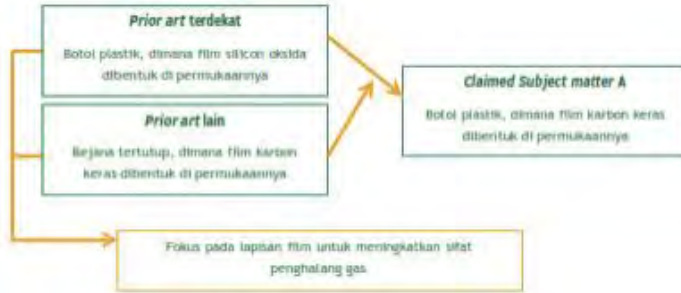 Prior art terdekat
Botol plastik, dimana film silicon oksida
dibentuk di permukaannya
Prior art lain
Bejana tertutup, dimana film karbon
keras dibentuk di permukaannya
Claimed Subject matter A
Botol plastik, dimana film karbon keras
dibentuk di permukaannya
Fokus pada lapisan film untuk meningkatkan sifat
penghalang gas